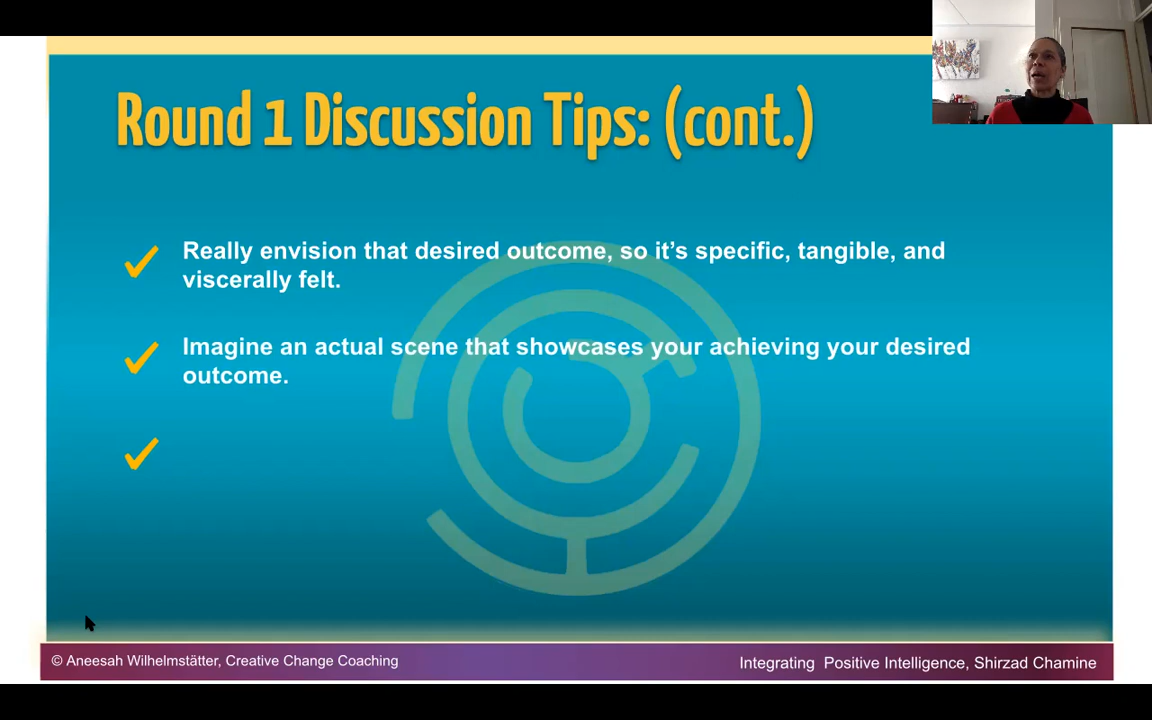 Round 1 Discussion Tips: (cont.)
Really envision that desired outcome, so it’s specific, tangible, and
viscerally felt.
Imagine an actual scene that showcases your achieving your desired
outcome.
© Aneesah Wilhelmstätter, Creative Change Coaching
Integrating  Positive Intelligence, Shirzad Chamine